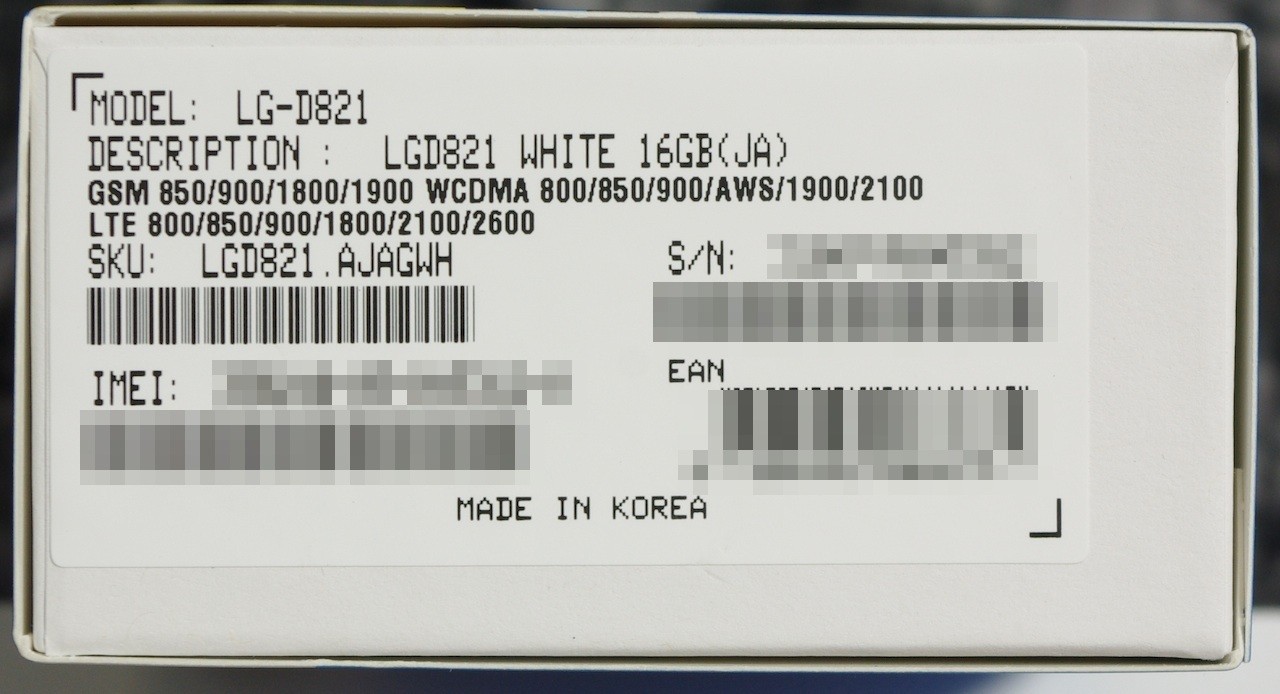 MODEL: LG-D821
DESCRIPTION : LGD821 WHITE 16GB(JA)
GSM 850/900/1800/1900 WCDMA 800/850/900/AWS/1900/2100
LTE 800/850/900/1800/2100/2600
SKU: LGD821.AJAGWH
S/N:
IMEI:
EAN
MADE IN KOREA